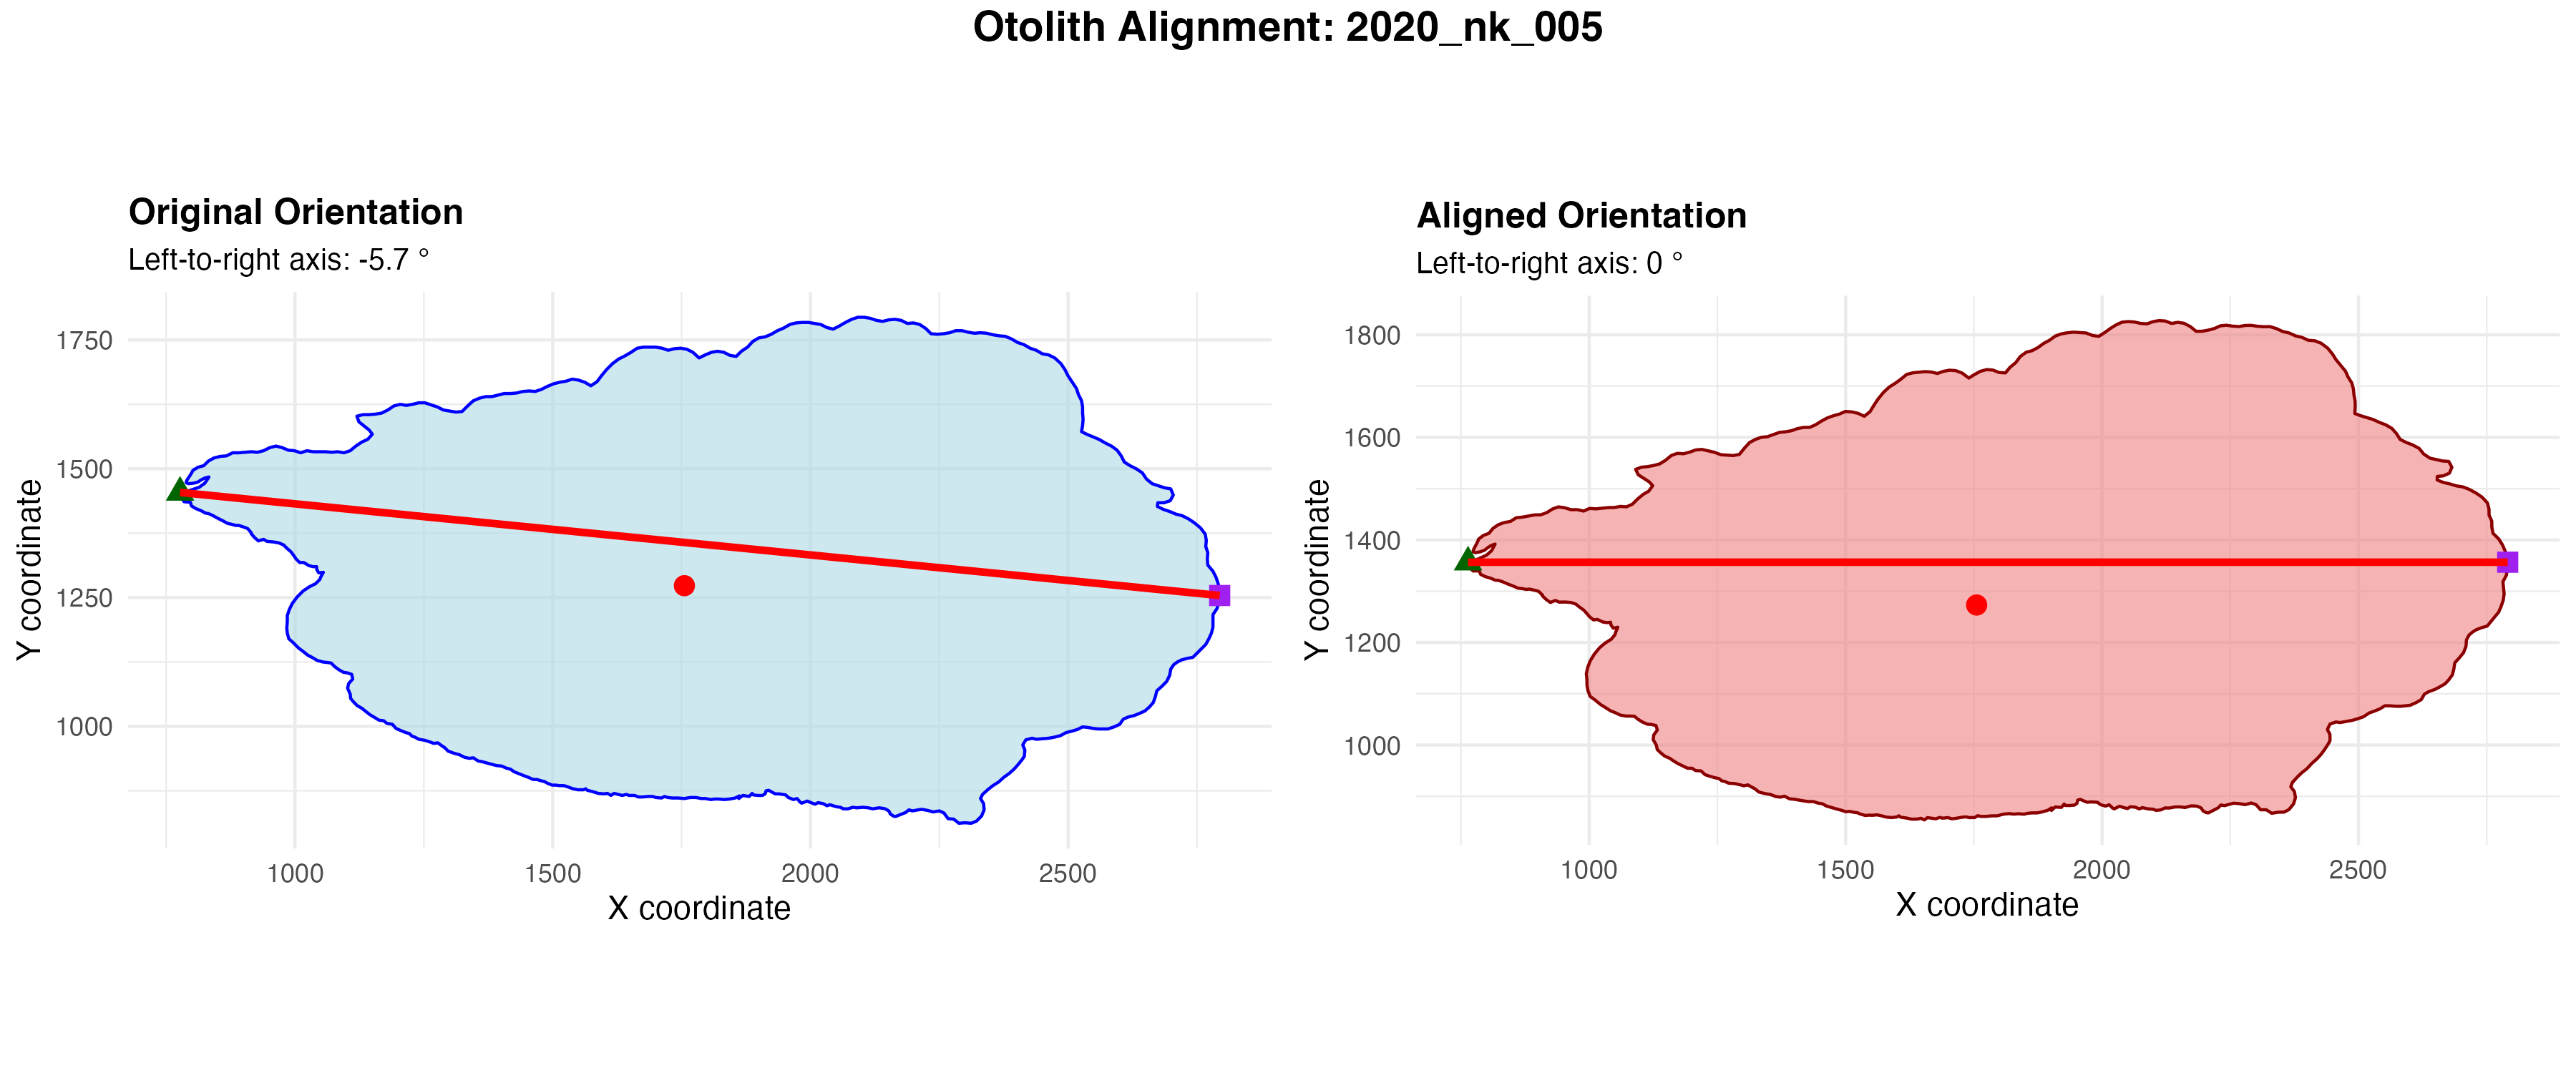 Otolith Alignment: 2020_nk_005
Original Orientation
Left-to-right axis: -5.7 °
1750
1500
1250
1000
Y coordinate
1000 1500 2000 2500
X coordinate
Aligned Orientation
Left-to-right axis: 0 °
1800
1600
1400
1200
1000
Y coordinate
1000 1500 2000 2500
X coordinate